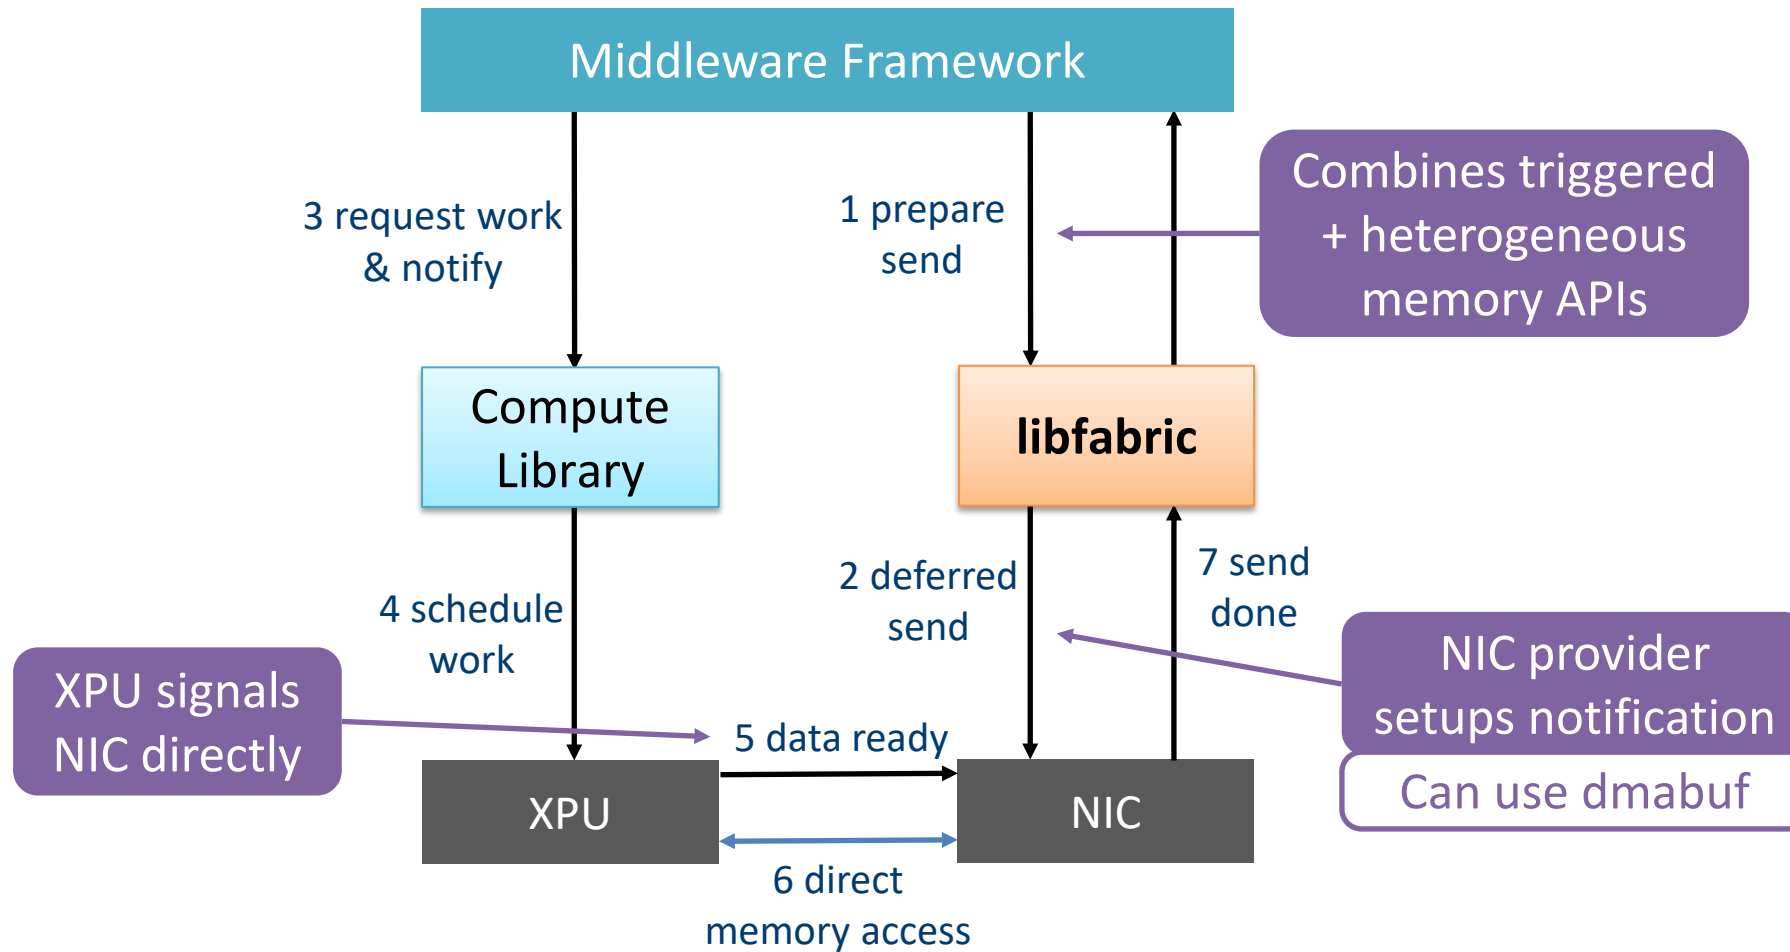 Middleware Framework
3 request work
& notify
1 prepare
send
Combines triggered
+ heterogeneous
memory APIs
Compute
Library
libfabric
4 schedule
work
2 deferred
send
7 send
done
XPU signals
NIC directly
NIC provider
setups notification
Can use dmabuf
5 data ready
XPU
NIC
6 direct
memory access